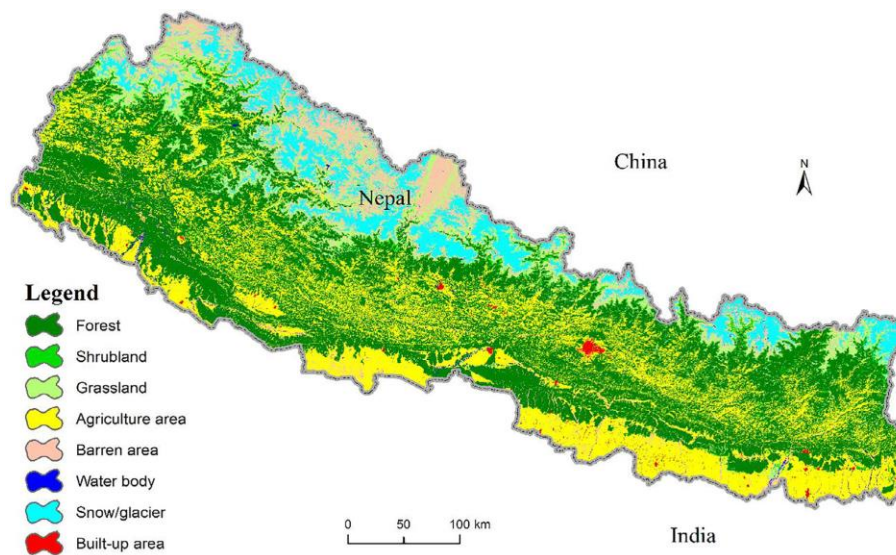 China
N
Nepal
Legend
Forest
Shrubland
Grassland
Agriculture area
Barren area
Water body
Snow/glacier
Built-up area
0 50 100 km
India